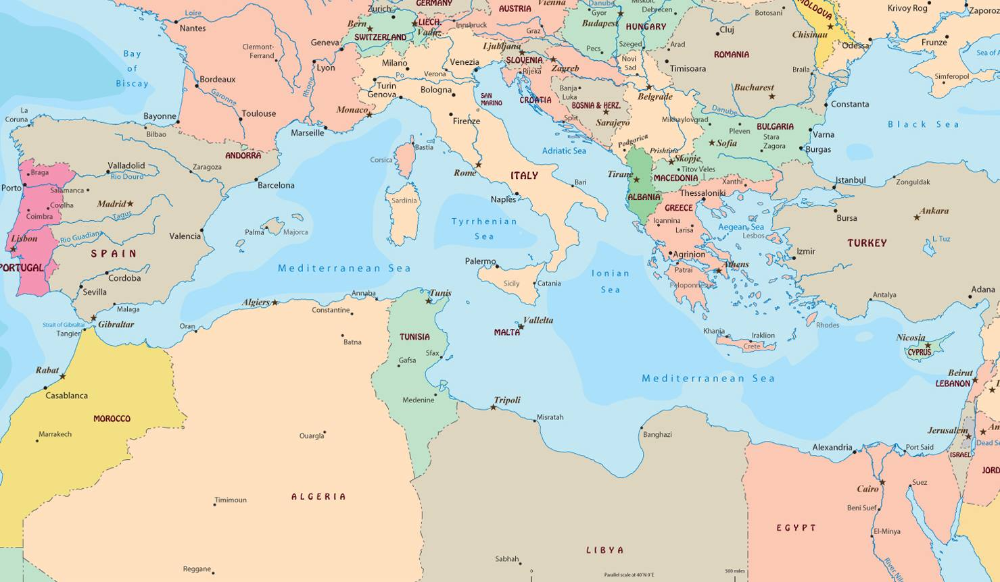 GERMANY
AUSTRIA
Vienna
Danube
Miskolc
MOLDOVA
Zurich
LIECH.
Innsbruck
Gyor
Debrecen
Botosani
Krivoy Rog
Zaporoz
Loire
Nantes
Bern
Vaduz
SWITZERLAND
Graz
Budapest
HUNGARY
Cluj
Chisinau
Frunze
Geneva
Ljubljana
Pecs
Szeged
Arad
ROMANIA
Odessa
Sea of A
Bay
of
Biscay
Clermont-
Ferrand
Lyon
Milano
Venezia
SLOVENIA
Zagreb
Novi
Sad
Timisoara
Braila
Simferopol
Verona
Po
Rijeka
Bordeaux
Garonne
Rhone
Turin
Genova
Bologna
SAN
MARINO
CROATIA
Banja
Luka
Belgrade
Bucharest
La
Coruna
Bayonne
Toulouse
Monaco
BOSNIA & HERZ.
Danube
Constanta
Bilbao
Marseille
Firenze
Split
Sarajevo
Mikhaylovgrad
Pleven
BULGARIA
Varna
Black Sea
Stara
Zagora
Corsica
Bastia
Adriatic Sea
Podgorica
Prishtina
Sofia
Burgas
ANDORRA
Skopje
Braga
Valladolid
Rio Douro
Zaragoza
Rome
ITALY
Tirane
Titov Veles
MACEDONIA
Xanthi
Istanbul
Zonguldak
Porto
Salamanca
Barcelona
Bari
Thessaloniki
Madrid
Covilha
Coimbra
Tagus
Sardinia
Naples
ALBANIA
GREECE
Bursa
Ankara
Tyrrhenian
Sea
Ioannina
Larisa
Aegean Sea
Lesbos
Lisbon
Rio Guadiana
Valencia
Palma
Majorca
L. Tuz
TURKEY
SPAIN
PORTUGAL
Palermo
Agrinion
Izmir
Mediterranean Sea
Ionian
Sea
Patrai
Athens
Cordoba
Sicily
Catania
Peloponnesus
Sevilla
Algiers
Annaba
Tunis
Antalya
Adana
Malaga
Constantine
Strait of Gibraltar
Gibraltar
Tangier
Oran
Valletta
MALTA
Rhodes
Khania
Iraklion
Crete
Nicosia
CYPRUS
Batna
TUNISIA
Sfax
Gafsa
Rabat
Casablanca
Mediterranean Sea
Beirut
LEBANON
Medenine
Tripoli
Misratah
MOROCCO
Marrakech
Ouargla
Banghazi
Jerusalem
Am
Dead Se
Alexandria
Port Said
ISRAEL
JORD
Cairo
Suez
ALGERIA
Timimoun
Beni Suef
EGYPT
El-Minya
LIBYA
Sabhah
Reggane
River Nile
0
Parallel scale at 40°N 0°E
500 miles